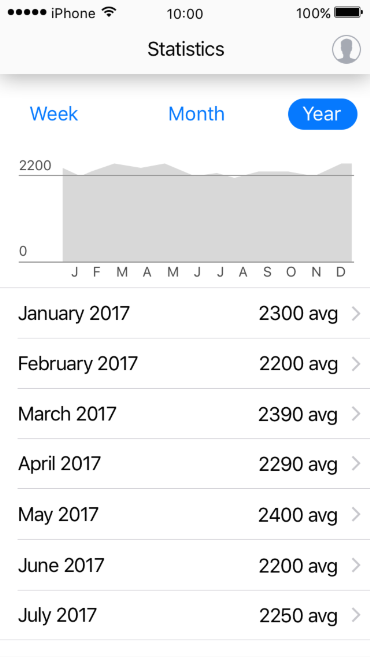 iPhone 10:00 100%
Statistics
Week Month Year
2200
0
J F M A M J J A S O N D
January 2017 2300 avg
February 2017 2200 avg
March 2017 2390 avg
April 2017 2290 avg
May 2017 2400 avg
June 2017 2200 avg
July 2017 2250 avg